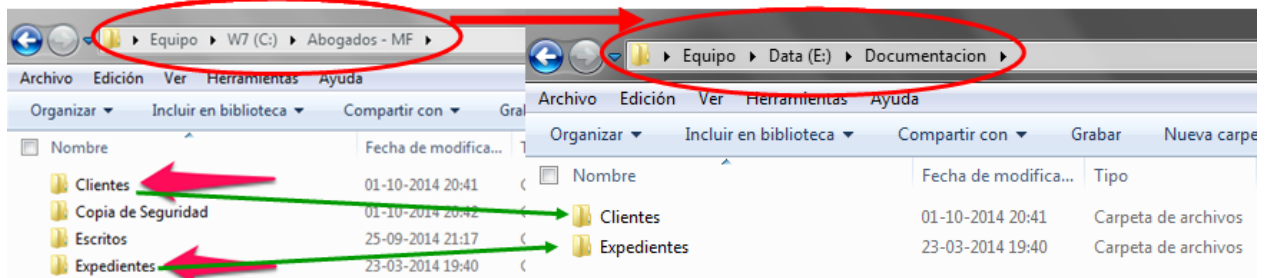 Equipo W7 (C:) Abogados - MF
Archivo Edición Ver Herramientas Ayuda
Organizar Incluir en biblioteca Compartir con
Nombre Fecha de modifica...
Clientes 01-10-2014 20:41
Copia de Seguridad 01-10-2014 20:42
Escritos 25-09-2014 21:17
Expedientes 23-03-2014 19:40
Equipo Data (E:) Documentacion
Archivo Edición Ver Herramientas Ayuda
Organizar Incluir en biblioteca Compartir con Grabar Nueva carpe
Nombre Fecha de modifica... Tipo
Clientes 01-10-2014 20:41 Carpeta de archivos
Expedientes 23-03-2014 19:40 Carpeta de archivos